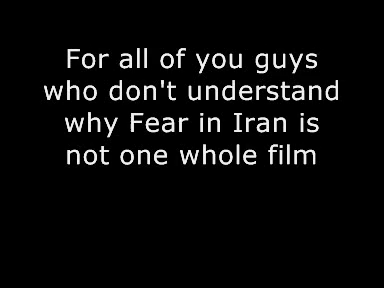 For all of you guys
who don't understand
why Fear in Iran is
not one whole film